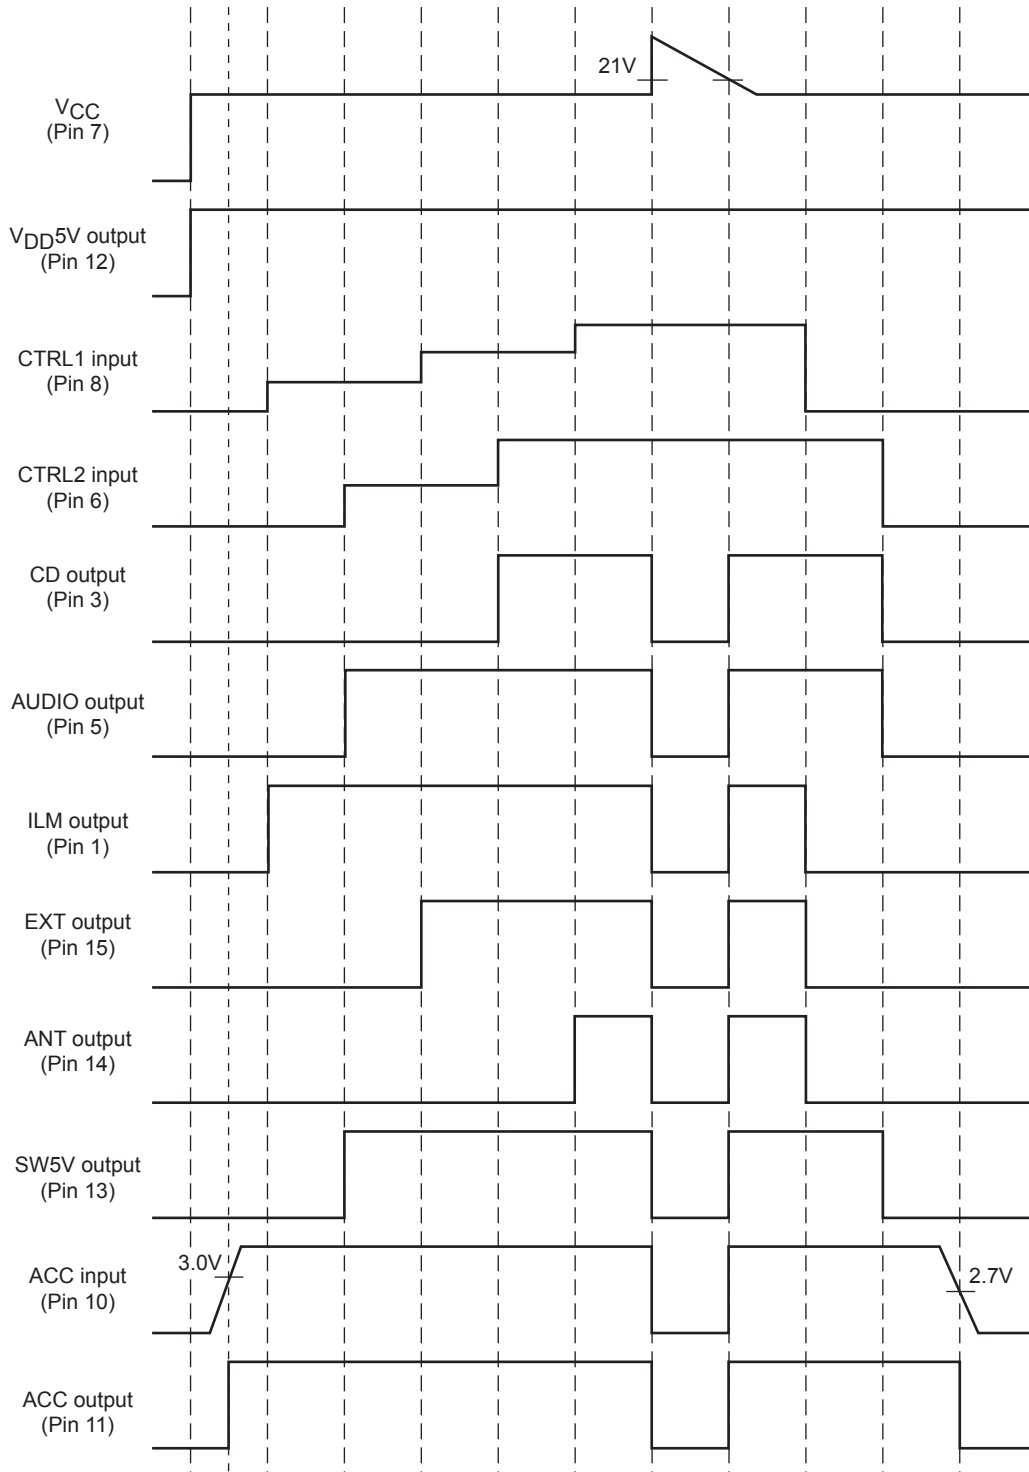 21V
VCC
(Pin 7)
VDD5V output
(Pin 12)
CTRL1 input
(Pin 8)
CTRL2 input
(Pin 6)
CD output
(Pin 3)
AUDIO output
(Pin 5)
ILM output
(Pin 1)
EXT output
(Pin 15)
ANT output
(Pin 14)
SW5V output
(Pin 13)
3.0V
ACC input
(Pin 10)
2.7V
ACC output
(Pin 11)